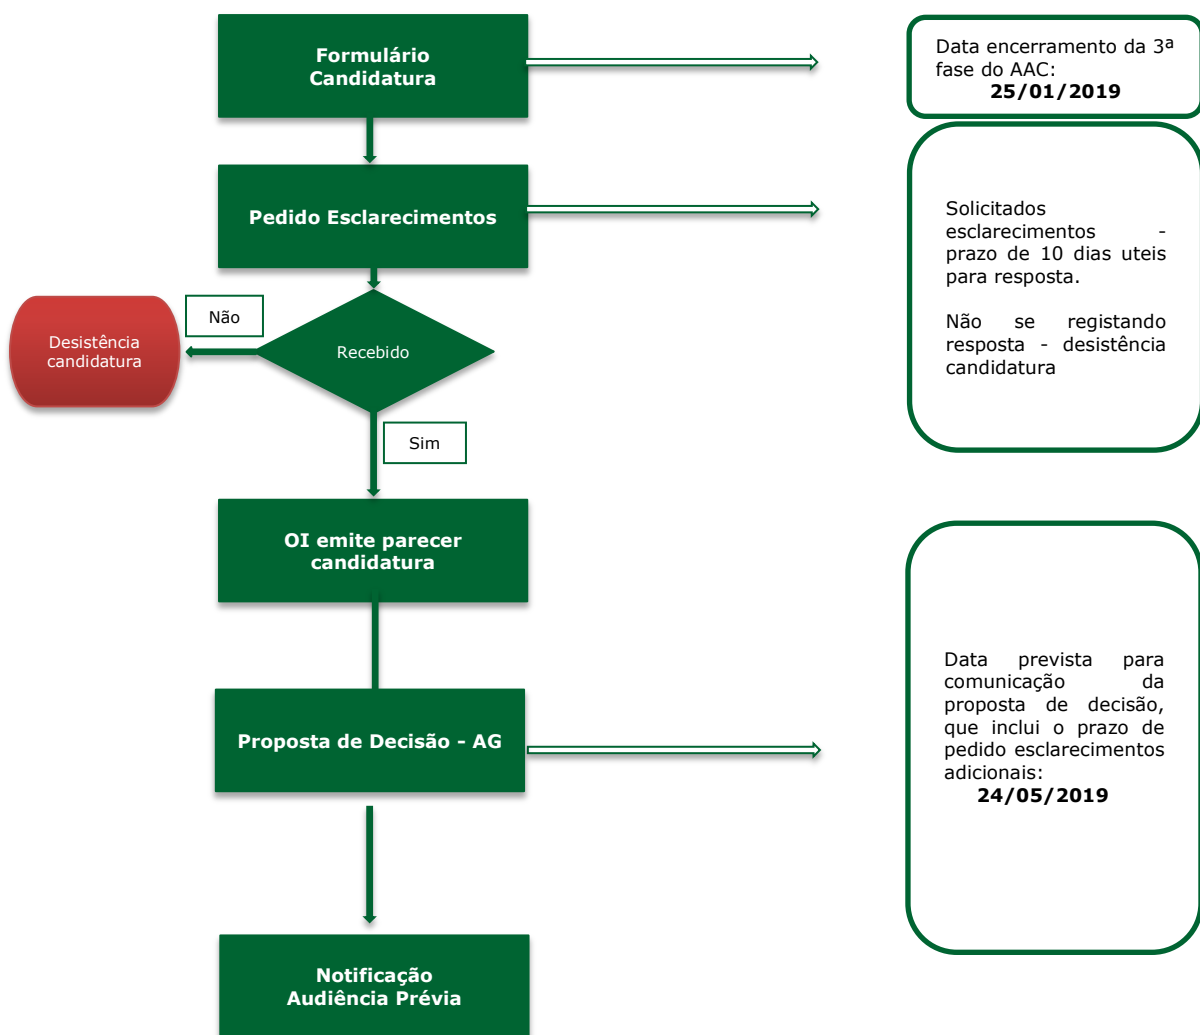 Formulário
Candidatura
Data encerramento da 3ª
fase do AAC:
25/01/2019
Pedido Esclarecimentos
Solicitados
esclarecimentos -
prazo de 10 dias uteis
para resposta.
Não se registando
resposta - desistência
candidatura
Não
Desistência
candidatura
Recebido
Sim
OI emite parecer
candidatura
Proposta de Decisão - AG
Data prevista para
comunicação da
proposta de decisão,
que inclui o prazo de
pedido esclarecimentos
adicionais:
24/05/2019
Notificação
Audiência Prévia